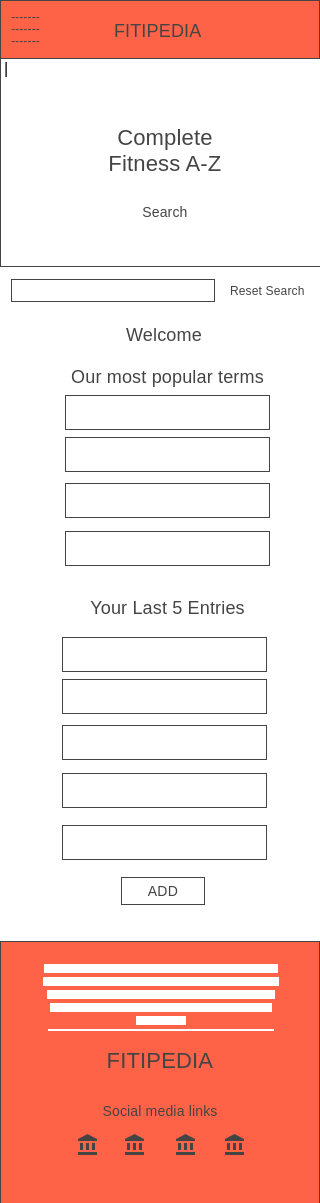 FITIPEDIA
Complete
Fitness A-Z
Search
Reset Search
Welcome
Our most popular terms
Your Last 5 Entries
ADD
FITIPEDIA
Social media links